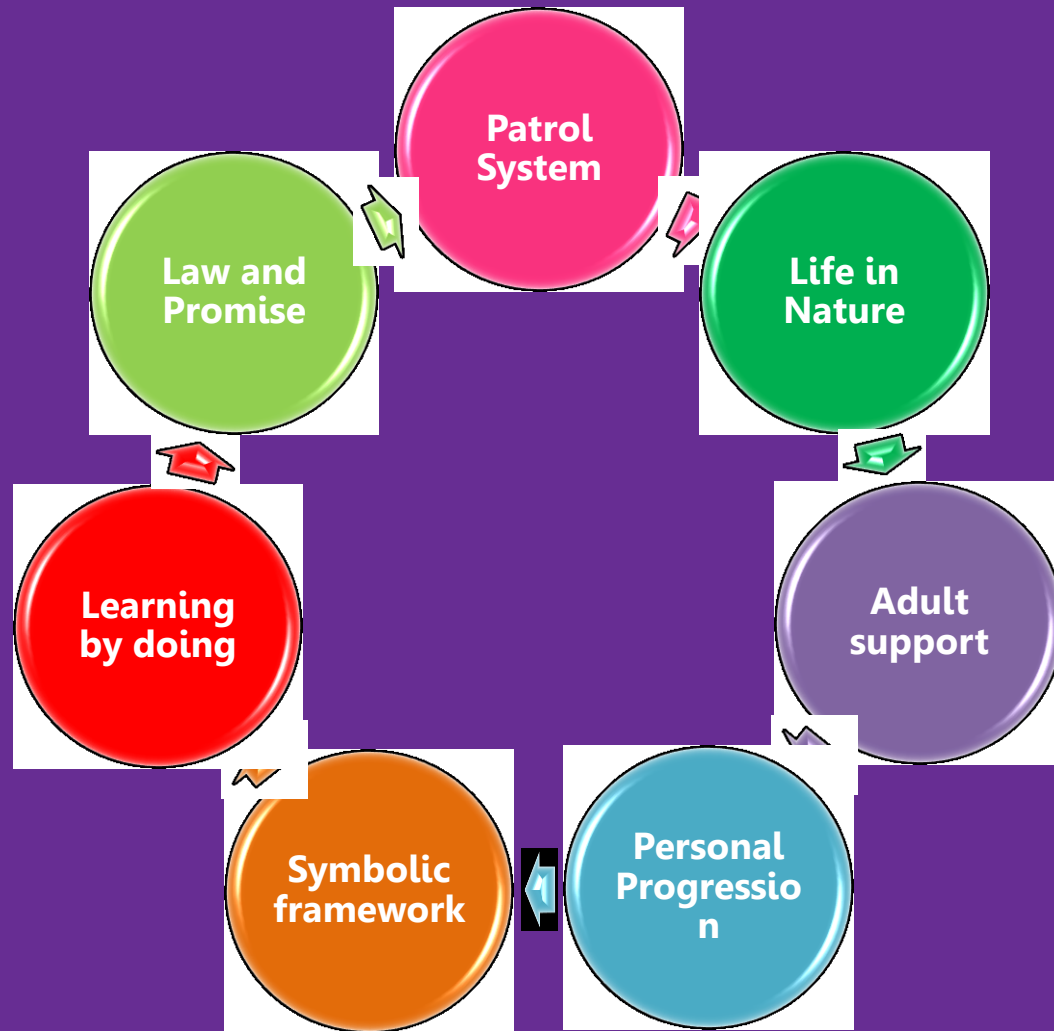 Patrol
System
Life in
Nature
Adult
support
Personal
Progressio
n
Symbolic
framework
Learning
by doing
Law and
Promise